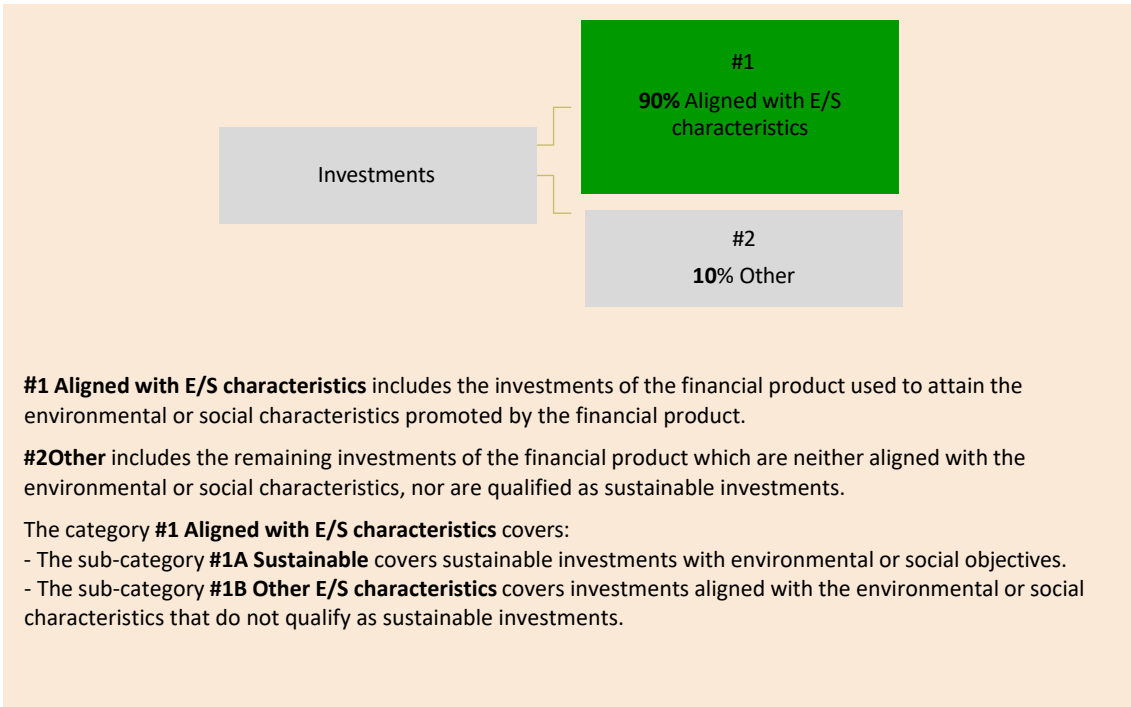 #1
90% Aligned with E/S
characteristics
Investments
#2
10% Other
#1 Aligned with E/S characteristics includes the investments of the financial product used to attain the
environmental or social characteristics promoted by the financial product.
#2Other includes the remaining investments of the financial product which are neither aligned with the
environmental or social characteristics, nor are qualified as sustainable investments.
The category #1 Aligned with E/S characteristics covers:
- The sub-category #1A Sustainable covers sustainable investments with environmental or social objectives.
- The sub-category #1B Other E/S characteristics covers investments aligned with the environmental or social
characteristics that do not qualify as sustainable investments.